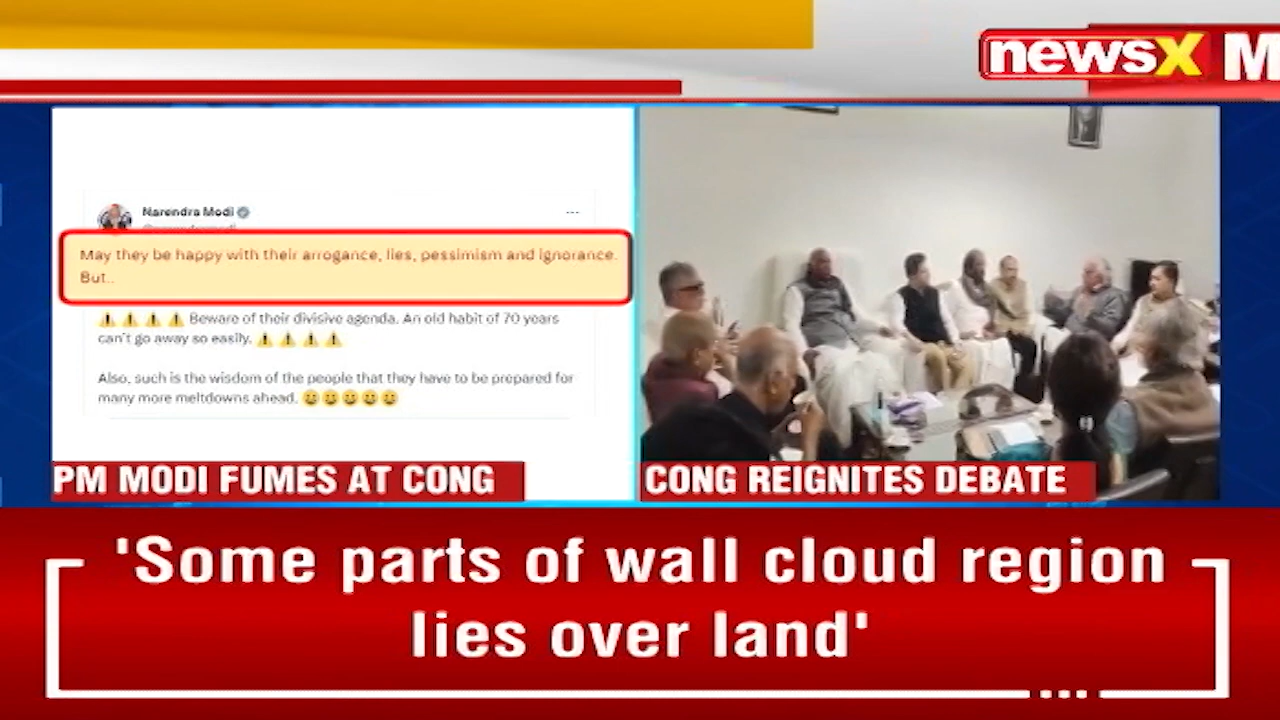 newsX M
Narendra Modi
May they be happy with their arrogance, lies, pessimism and ignorance.
But..
⚠️ ⚠️ ⚠️ ⚠️ Beware of their divisive agenda. An old habit of 70 years
can't go away so easily. ⚠️ ⚠️ ⚠️ ⚠️
Also, such is the wisdom of the people that they have to be prepared for
many more meltdowns ahead. 😄 😄 😄 😄 😄
PM MODI FUMES AT CONG
CONG REIGNITES DEBATE
'Some parts of wall cloud region
lies over land'